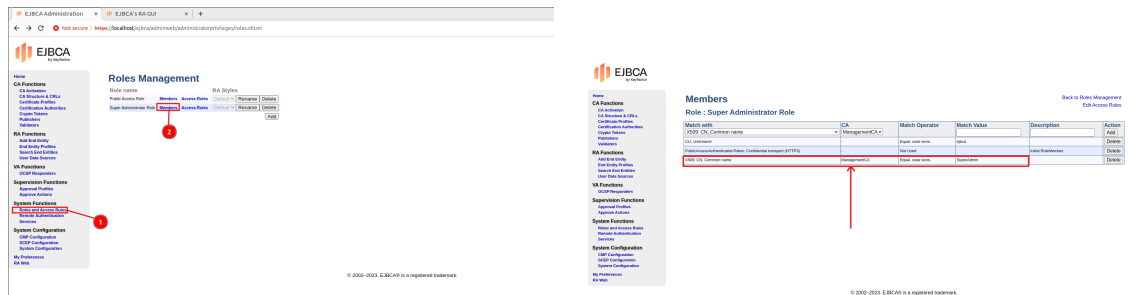 EJBCA Administration × EJBCA's RA GUI × +
Not secure | https://localhost/ejbca/adminweb/administratorprivileges/roles.xhtml
EJBCA
by Keyfactor
Home
CA Functions
CA Activation
CA Structure & CRLs
Certificate Profiles
Certification Authorities
Crypto Tokens
Publishers
Validators
RA Functions
Add End Entity
End Entity Profiles
Search End Entities
User Data Sources
VA Functions
OCSP Responders
Supervision Functions
Approval Profiles
Approve Actions
System Functions
Roles and Access Rules
Remote Authentication
Services
System Configuration
CMP Configuration
SCEP Configuration
System Configuration
My Preferences
RA Web
Roles Management
Role name RA Styles
Public Access Role Members Access Rules Default Rename Delete
Super Administrator Role Members Access Rules Default Rename Delete
Add
2
1
© 2002–2023. EJBCA® is a registered trademark.
EJBCA
by Keyfactor
Home
CA Functions
CA Activation
CA Structure & CRLs
Certificate Profiles
Certification Authorities
Crypto Tokens
Publishers
Validators
RA Functions
Add End Entity
End Entity Profiles
Search End Entities
User Data Sources
VA Functions
OCSP Responders
Supervision Functions
Approval Profiles
Approve Actions
System Functions
Roles and Access Rules
Remote Authentication
Services
System Configuration
CMP Configuration
SCEP Configuration
System Configuration
My Preferences
RA Web
Members
Back to Roles Management
Edit Access Rules
Role : Super Administrator Role
Match with CA Match Operator Match Value Description Action
X509: CN, Common name ManagementCA Add
CLI: Username - Equal, case sens. ejbca Delete
PublicAccessAuthenticationToken: Confidential transport (HTTPS) - Not Used Initial RoleMember. Delete
X509: CN, Common name ManagementCA Equal, case sens. SuperAdmin Delete
© 2002–2023. EJBCA® is a registered trademark.